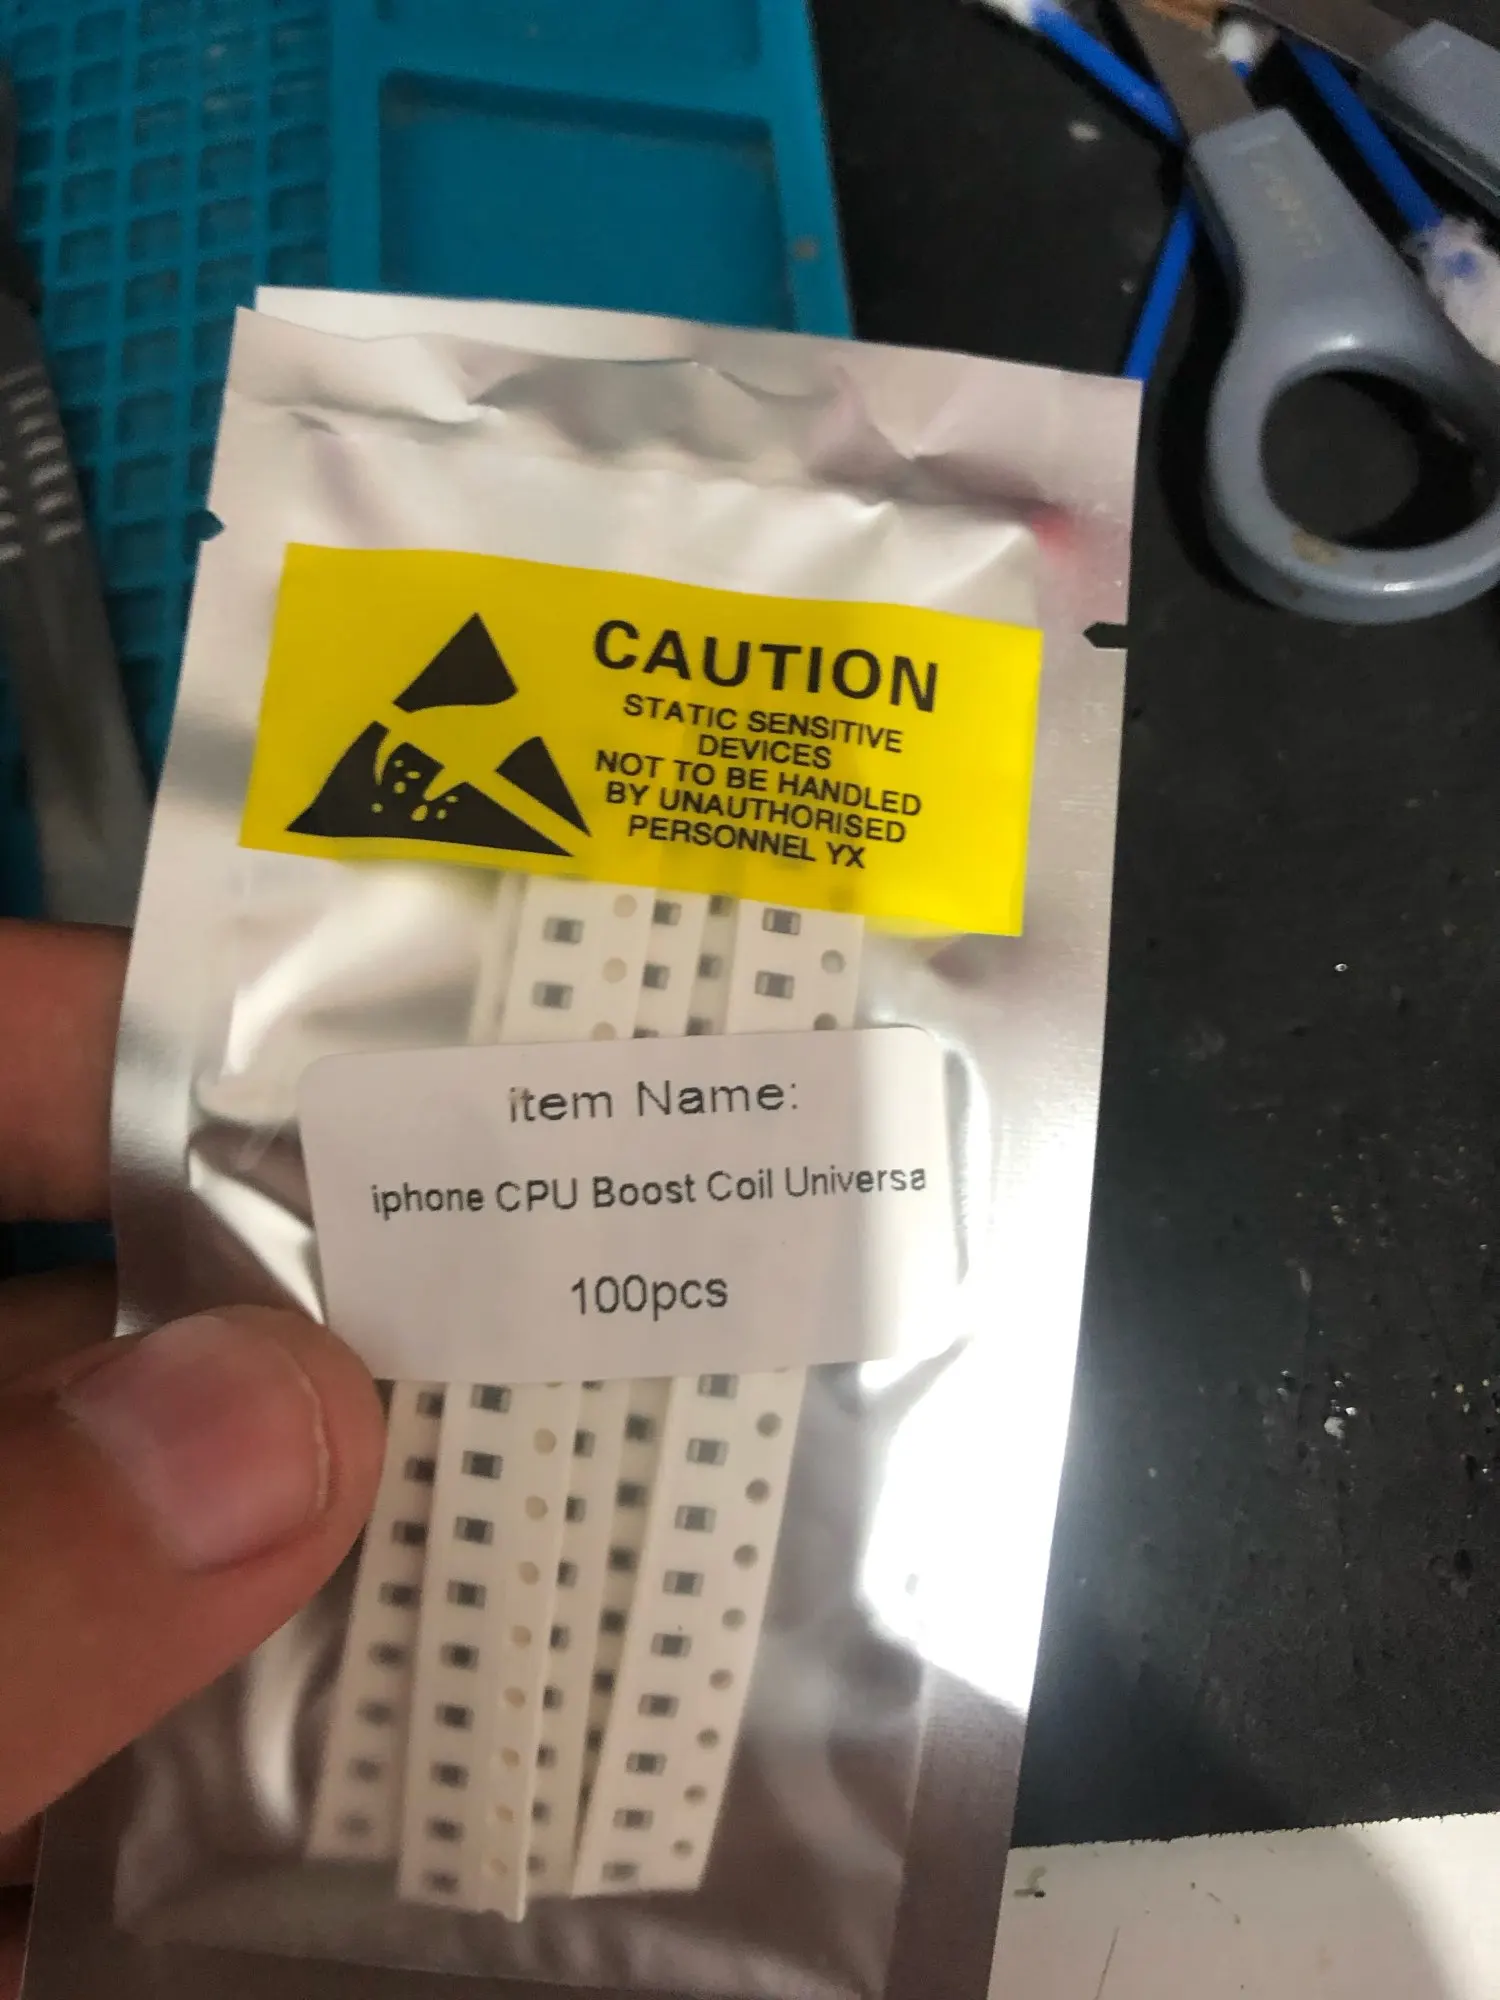 CAUTION
STATIC SENSITIVE
DEVICES
NOT TO BE HANDLED
BY UNAUTHORISED
PERSONNEL YX
item Name:
iphone CPU Boost Coil Universa
100pcs